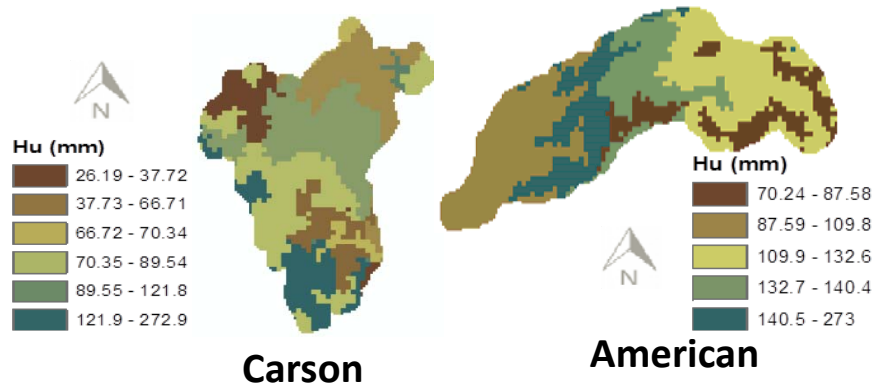 N
Hu (mm)
26.19 - 37.72
37.73 - 66.71
66.72 - 70.34
70.35 - 89.54
89.55 - 121.8
121.9 - 272.9
Carson
Hu (mm)
70.24 - 87.58
87.59 - 109.8
109.9 - 132.6
132.7 - 140.4
140.5 - 273
N
American